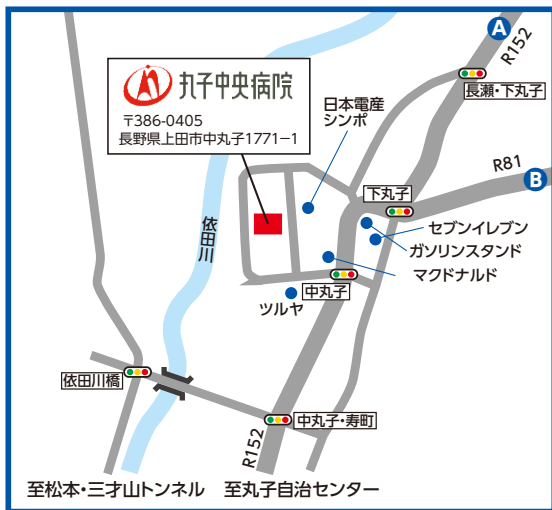 A
R152
丸子中央病院
〒386-0405
長野県上田市中丸子1771-1
長瀬・下丸子
日本電産
シンポ
R81
B
下丸子
セブンイレブン
ガソリンスタンド
マクドナルド
依田川
中丸子
ツルヤ
依田川橋
中丸子・寿町
R152
至松本・三才山トンネル
至丸子自治センター